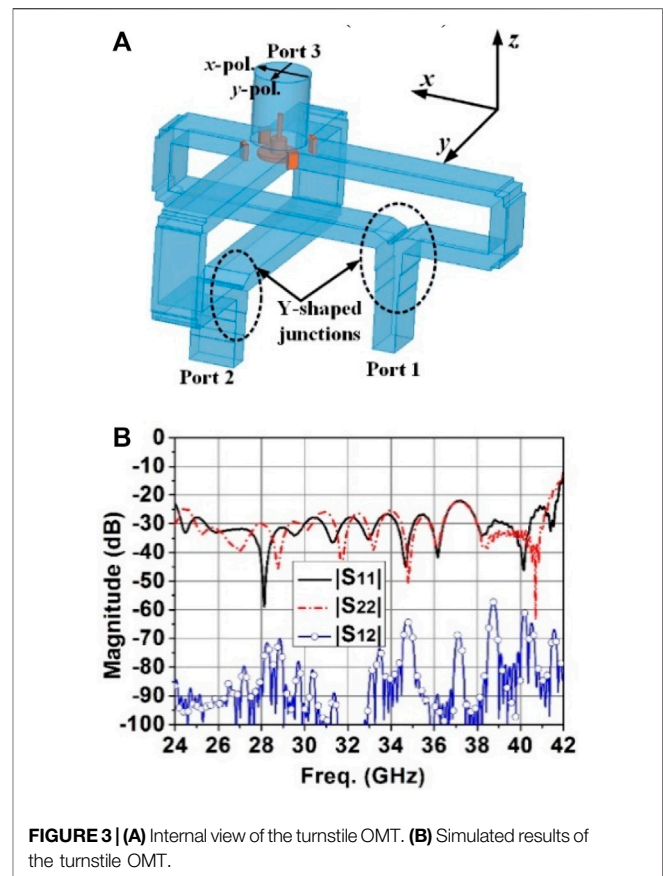 A
Port 3
x-pol.
y-pol.
z
x
y
Y-shaped
junctions
Port 2
Port 1
B
0
-10
-20
-30
-40
-50
-60
-70
-80
-90
-100
Magnitude (dB)
|S11|
|S22|
|S12|
24 26 28 30 32 34 36 38 40 42
Freq. (GHz)
FIGURE 3 | (A) Internal view of the turnstile OMT. (B) Simulated results of
the turnstile OMT.